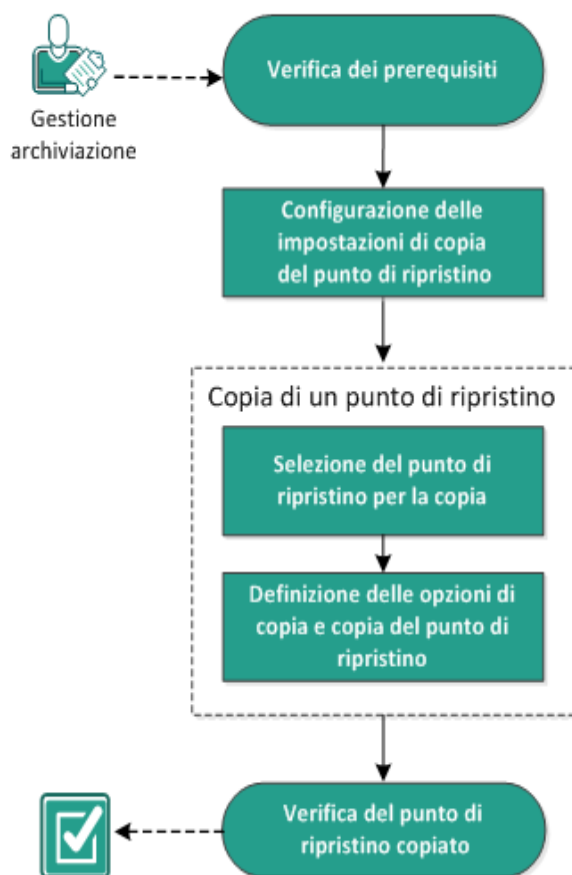 Verifica dei prerequisiti
Gestione
archiviazione
Configurazione delle
impostazioni di copia
del punto di ripristino
Copia di un punto di ripristino
Selezione del punto di
ripristino per la copia
Definizione delle opzioni di
copia e copia del punto di
ripristino
Verifica del punto di
ripristino copiato